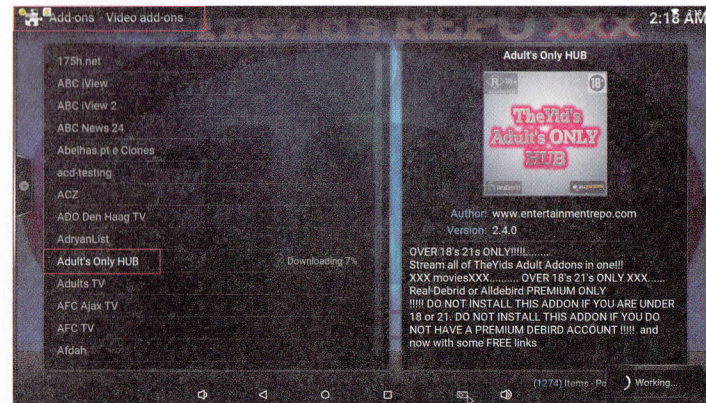 Add-ons - Video add-ons
2:18 AM
TheYid's REPO XXX
175h.net
ABC iView
ABC iView 2
ABC News 24
Abelhas.pt e Clones
acd-testing
ACZ
ADO Den Haag TV
AdryanList
Adult's Only HUB
Downloading 7%
Adults TV
AFC Ajax TV
AFC TV
Afdah
Adult's Only HUB
18+
TheYid's
Adult's ONLY
HUB
Author: www.entertainmentrepo.com
Version: 2.4.0
OVER 18's 21s ONLY!!!!!........
Stream all of TheYids Adult Addons in one!!!
XXX moviesXXX.......... OVER 18's 21's ONLY XXX......
Real-Debrid or Alldebird PREMIUM ONLY
!!!!! DO NOT INSTALL THIS ADDON IF YOU ARE UNDER
18 or 21. DO NOT INSTALL THIS ADDON IF YOU DO
NOT HAVE A PREMIUM DEBIRD ACCOUNT !!!!! and
now with some FREE links
(1274) Items - Pa
Working...